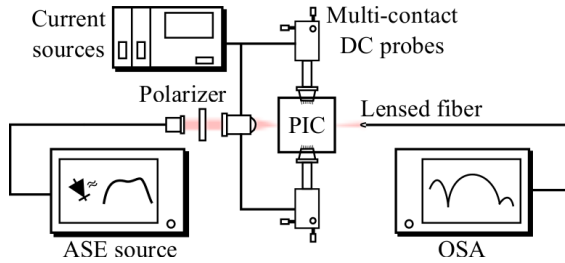 Current
sources
Multi-contact
DC probes
Polarizer
PIC
Lensed fiber
ASE source
OSA